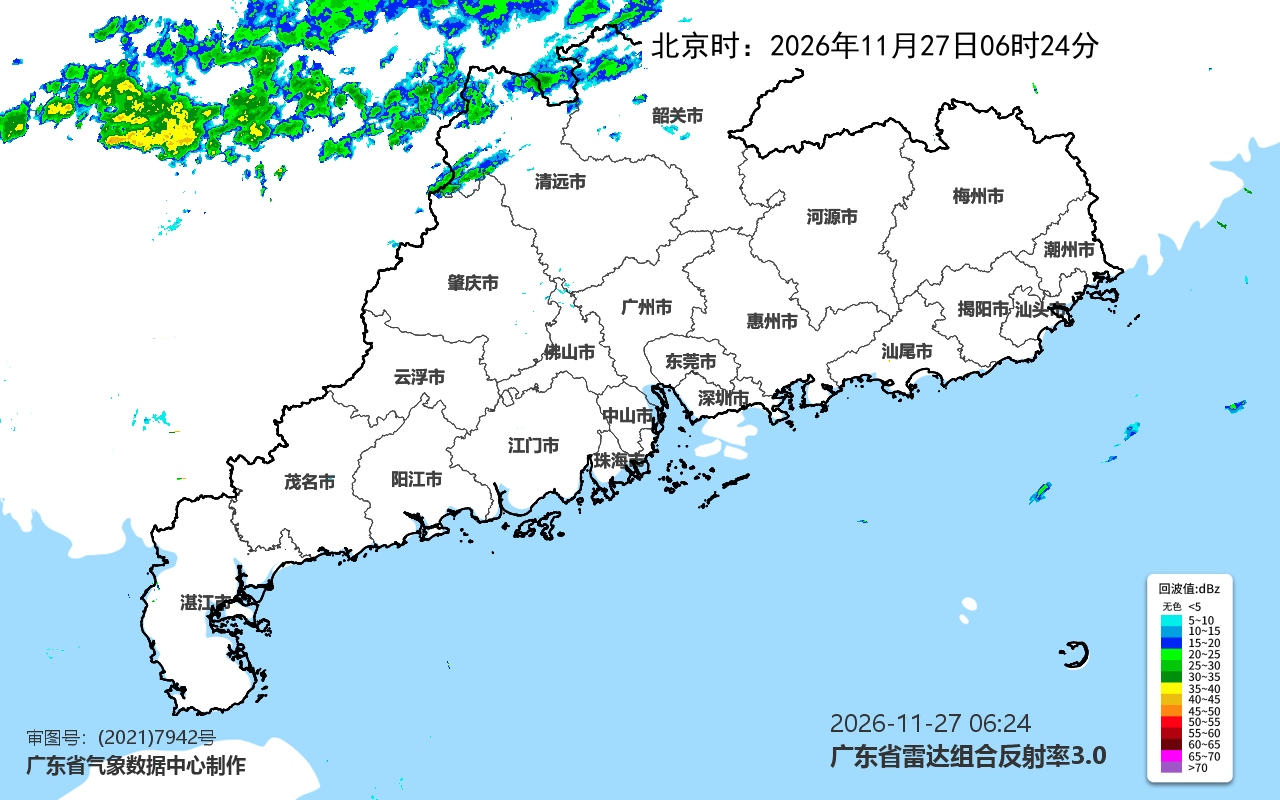 北京时：2026年11月27日06时24分
韶关市
清远市
梅州市
河源市
潮州市
肇庆市
广州市
惠州市
揭阳市
汕头市
佛山市
东莞市
汕尾市
云浮市
深圳市
中山市
江门市
珠海市
茂名市
阳江市
湛江市
回波值:dBz
无色 <5
5~10
10~15
15~20
20~25
25~30
30~35
35~40
40~45
45~50
50~55
55~60
60~65
65~70
>70
2026-11-27 06:24
广东省雷达组合反射率3.0
审图号：(2021)7942号
广东省气象数据中心制作